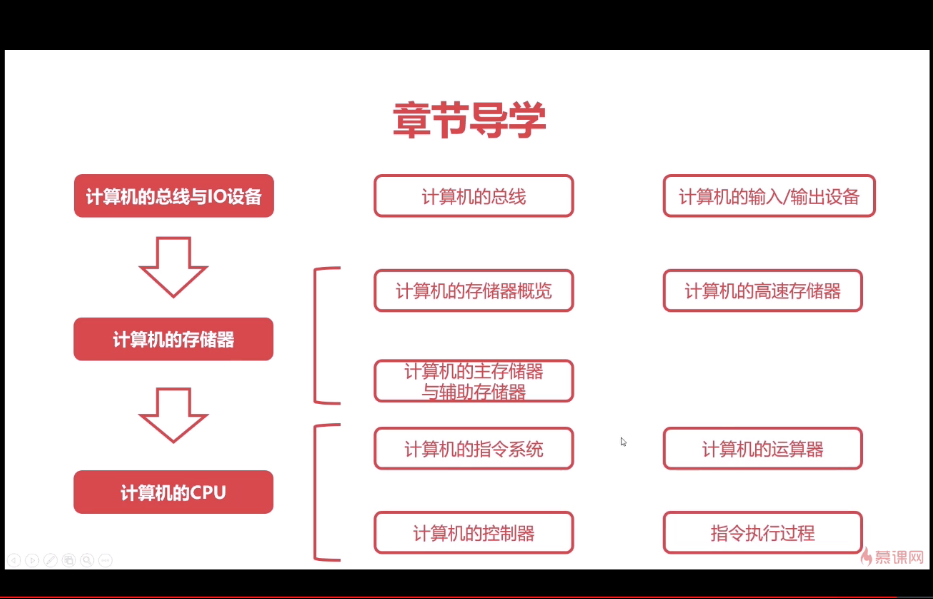 章节导学
计算机的总线与IO设备
计算机的总线
计算机的输入/输出设备
计算机的存储器概览
计算机的高速存储器
计算机的存储器
计算机的主存储器
与辅助存储器
计算机的指令系统
计算机的运算器
计算机的CPU
计算机的控制器
指令执行过程
慕课网